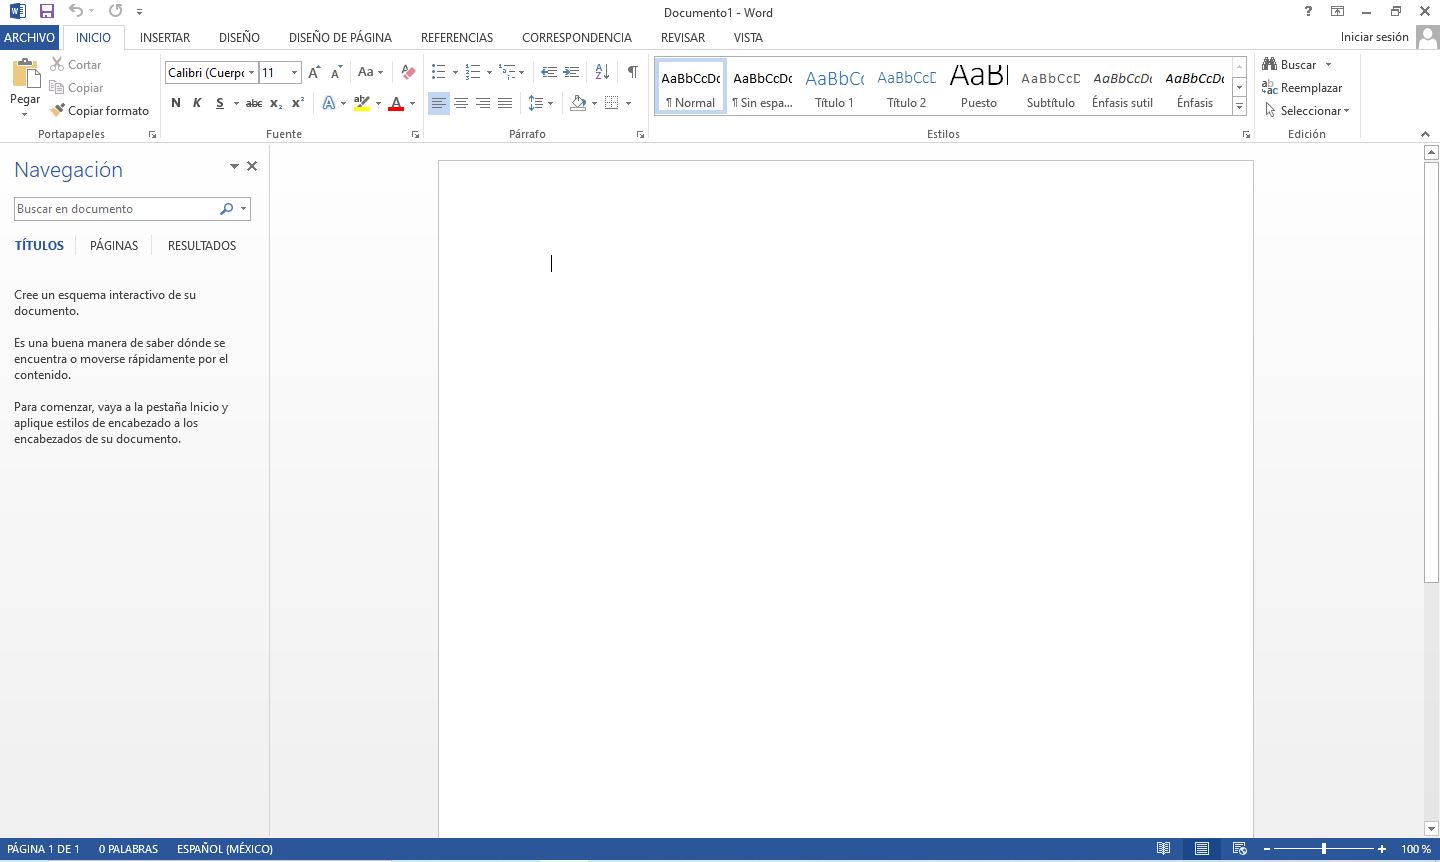 Documento1 - Word
?
ARCHIVO INICIO INSERTAR DISEÑO DISEÑO DE PÁGINA REFERENCIAS CORRESPONDENCIA REVISAR VISTA Iniciar sesión
Pegar
Cortar
Copiar
Copiar formato
Portapapeles
Calibri (Cuerpo 11 A A Aa
N K S abc x₂ x² A aby A
Fuente
Párrafo
AaBbCcDc AaBbCcDc AaBbCc AaBbCcD AaB AaBbCcD AaBbCcDc AaBbCcDc
¶ Normal ¶ Sin espa... Título 1 Título 2 Puesto Subtítulo Énfasis sutil Énfasis
Estilos
Buscar
Reemplazar
Seleccionar
Edición
Navegación
Buscar en documento
TÍTULOS PÁGINAS RESULTADOS
Cree un esquema interactivo de su
documento.
Es una buena manera de saber dónde se
encuentra o moverse rápidamente por el
contenido.
Para comenzar, vaya a la pestaña Inicio y
aplique estilos de encabezado a los
encabezados de su documento.
PÁGINA 1 DE 1 0 PALABRAS ESPAÑOL (MÉXICO) 100 %